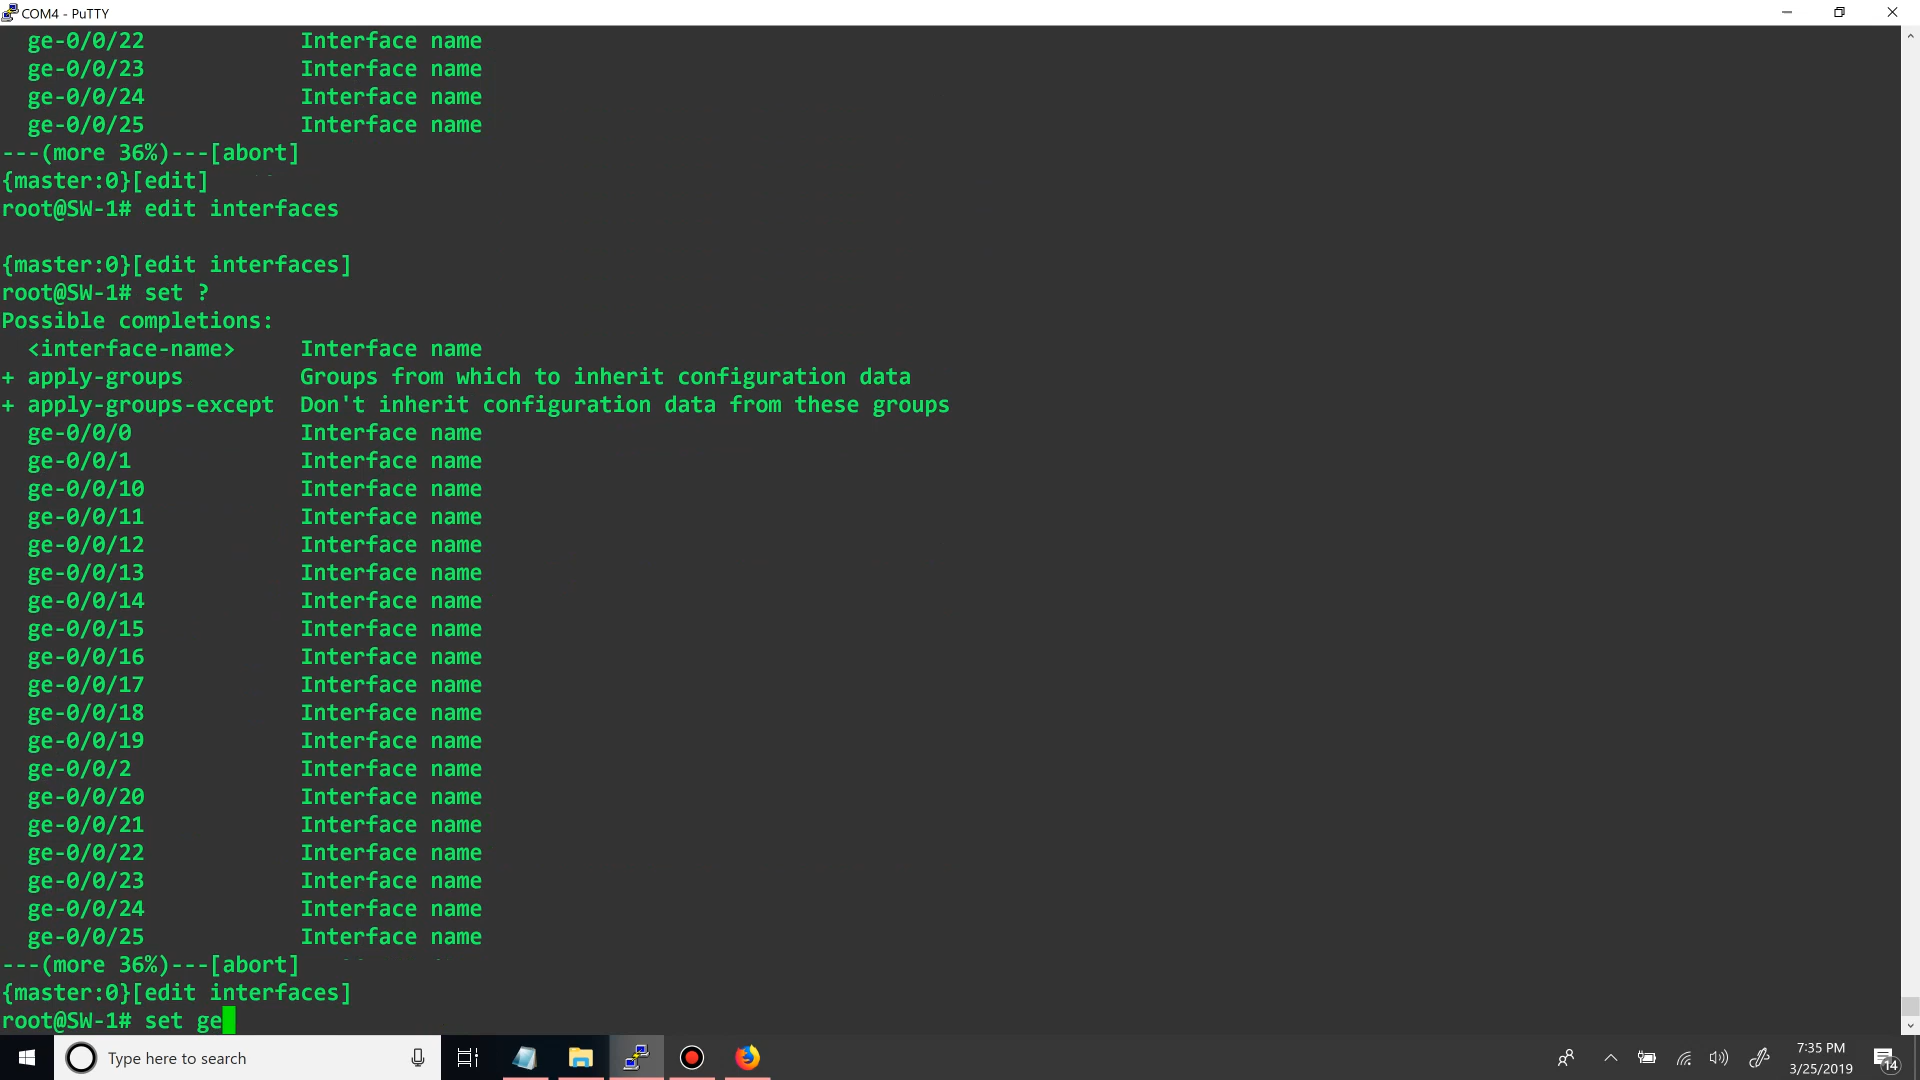 COM4 - PuTTY
ge-0/0/22 Interface name
ge-0/0/23 Interface name
ge-0/0/24 Interface name
ge-0/0/25 Interface name
---(more 36%)---[abort]
{master:0}[edit]
root@SW-1# edit interfaces
{master:0}[edit interfaces]
root@SW-1# set ?
Possible completions:
<interface-name> Interface name
+ apply-groups Groups from which to inherit configuration data
+ apply-groups-except Don't inherit configuration data from these groups
ge-0/0/0 Interface name
ge-0/0/1 Interface name
ge-0/0/10 Interface name
ge-0/0/11 Interface name
ge-0/0/12 Interface name
ge-0/0/13 Interface name
ge-0/0/14 Interface name
ge-0/0/15 Interface name
ge-0/0/16 Interface name
ge-0/0/17 Interface name
ge-0/0/18 Interface name
ge-0/0/19 Interface name
ge-0/0/2 Interface name
ge-0/0/20 Interface name
ge-0/0/21 Interface name
ge-0/0/22 Interface name
ge-0/0/23 Interface name
ge-0/0/24 Interface name
ge-0/0/25 Interface name
---(more 36%)---[abort]
{master:0}[edit interfaces]
root@SW-1# set ge
Type here to search
7:35 PM
3/25/2019
14